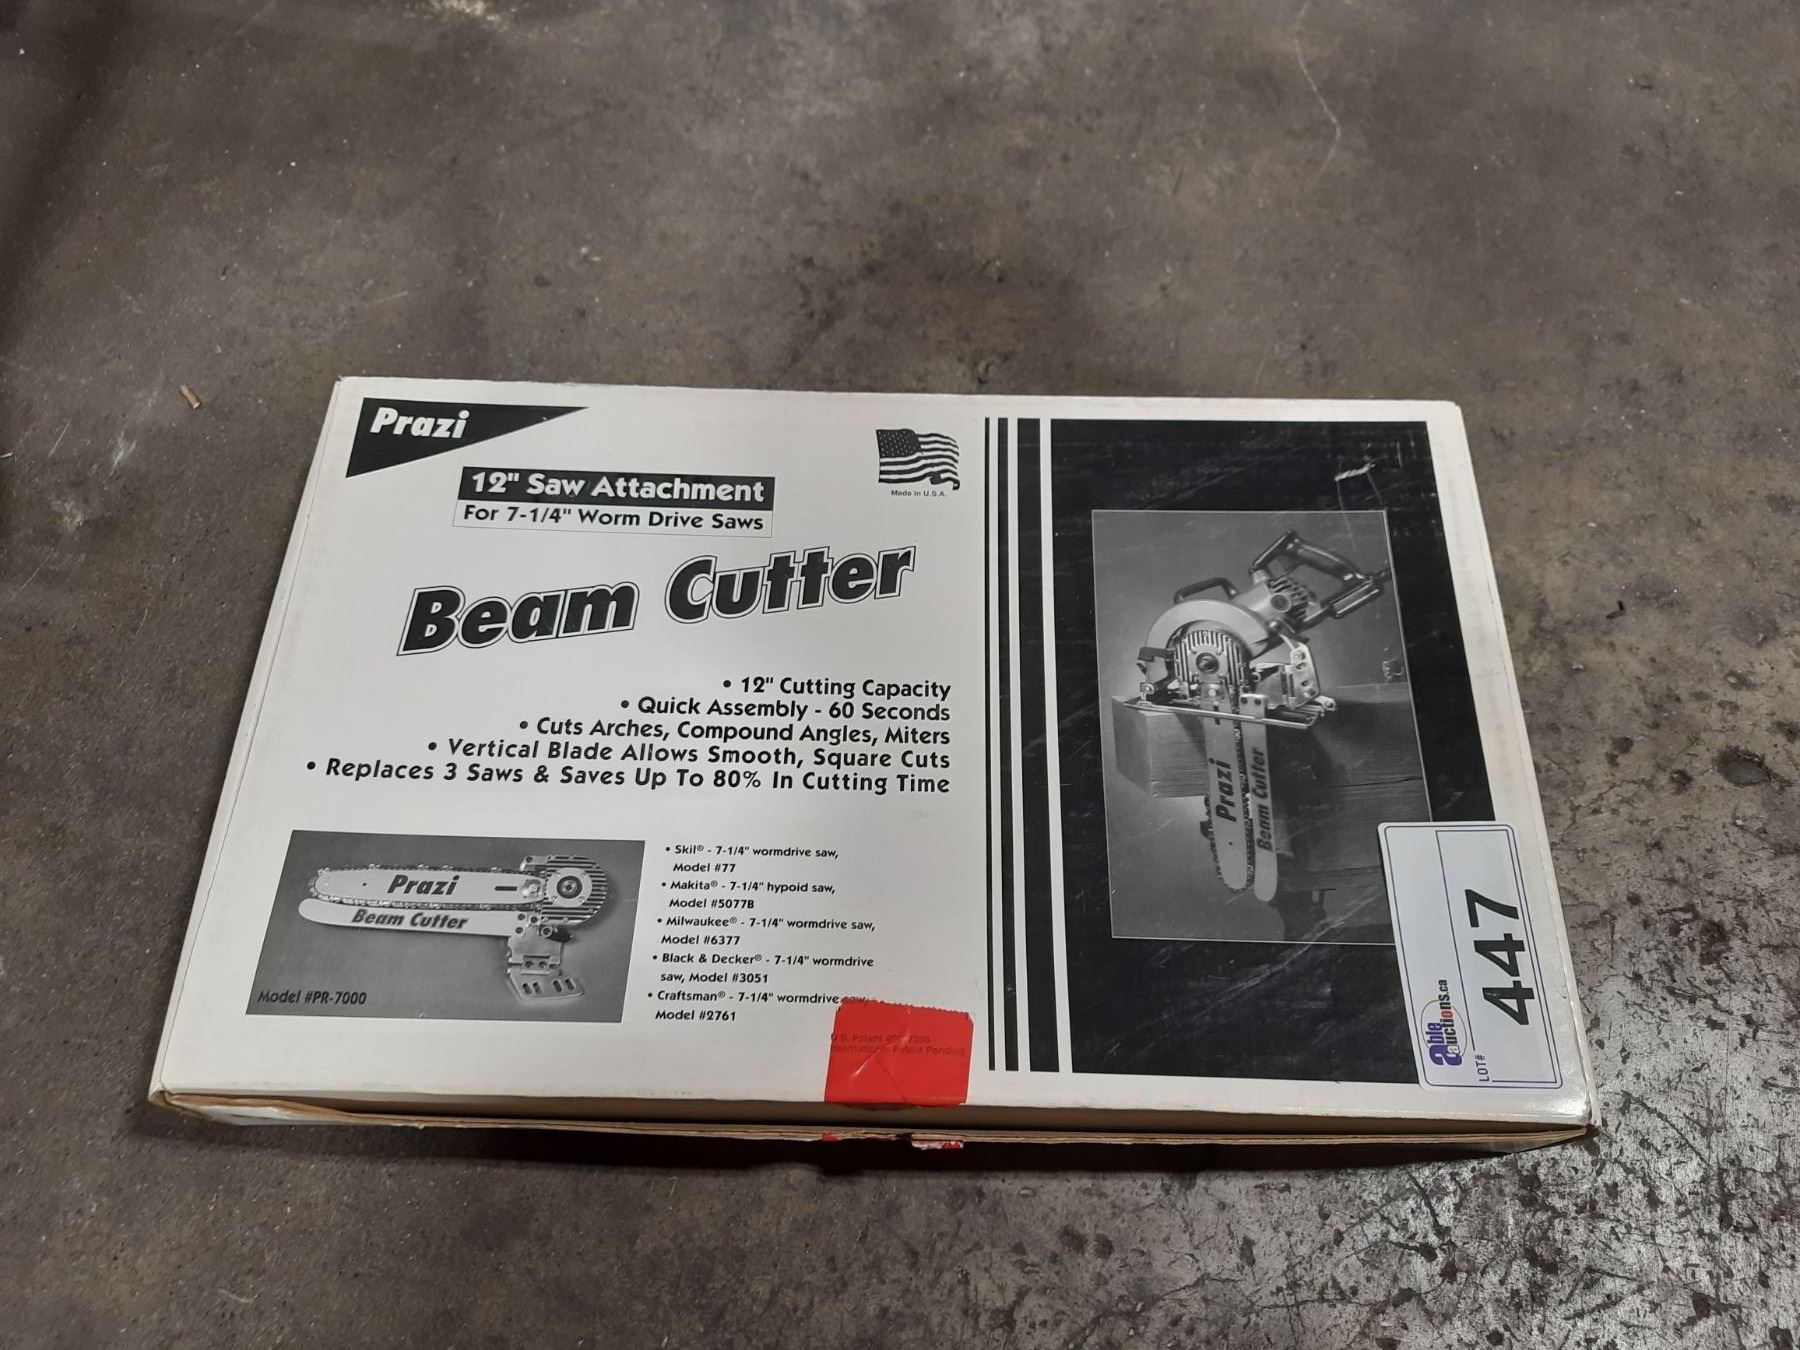 Prazi
12" Saw Attachment
For 7-1/4" Worm Drive Saws
Made In U.S.A.
Beam Cutter
• 12" Cutting Capacity
• Quick Assembly - 60 Seconds
• Cuts Arches, Compound Angles, Miters
• Vertical Blade Allows Smooth, Square Cuts
• Replaces 3 Saws & Saves Up To 80% In Cutting Time
Prazi
Beam Cutter
Model #PR-7000
• Skil® - 7-1/4" wormdrive saw,
Model #77
• Makita® - 7-1/4" hypoid saw,
Model #5077B
• Milwaukee® - 7-1/4" wormdrive saw,
Model #6377
• Black & Decker® - 7-1/4" wormdrive
saw, Model #3051
• Craftsman® - 7-1/4" wormdrive saw,
Model #2761
U.S. Patent
International Patent Pending
Prazi
Beam Cutter
able
auctions.ca
LOT#
447